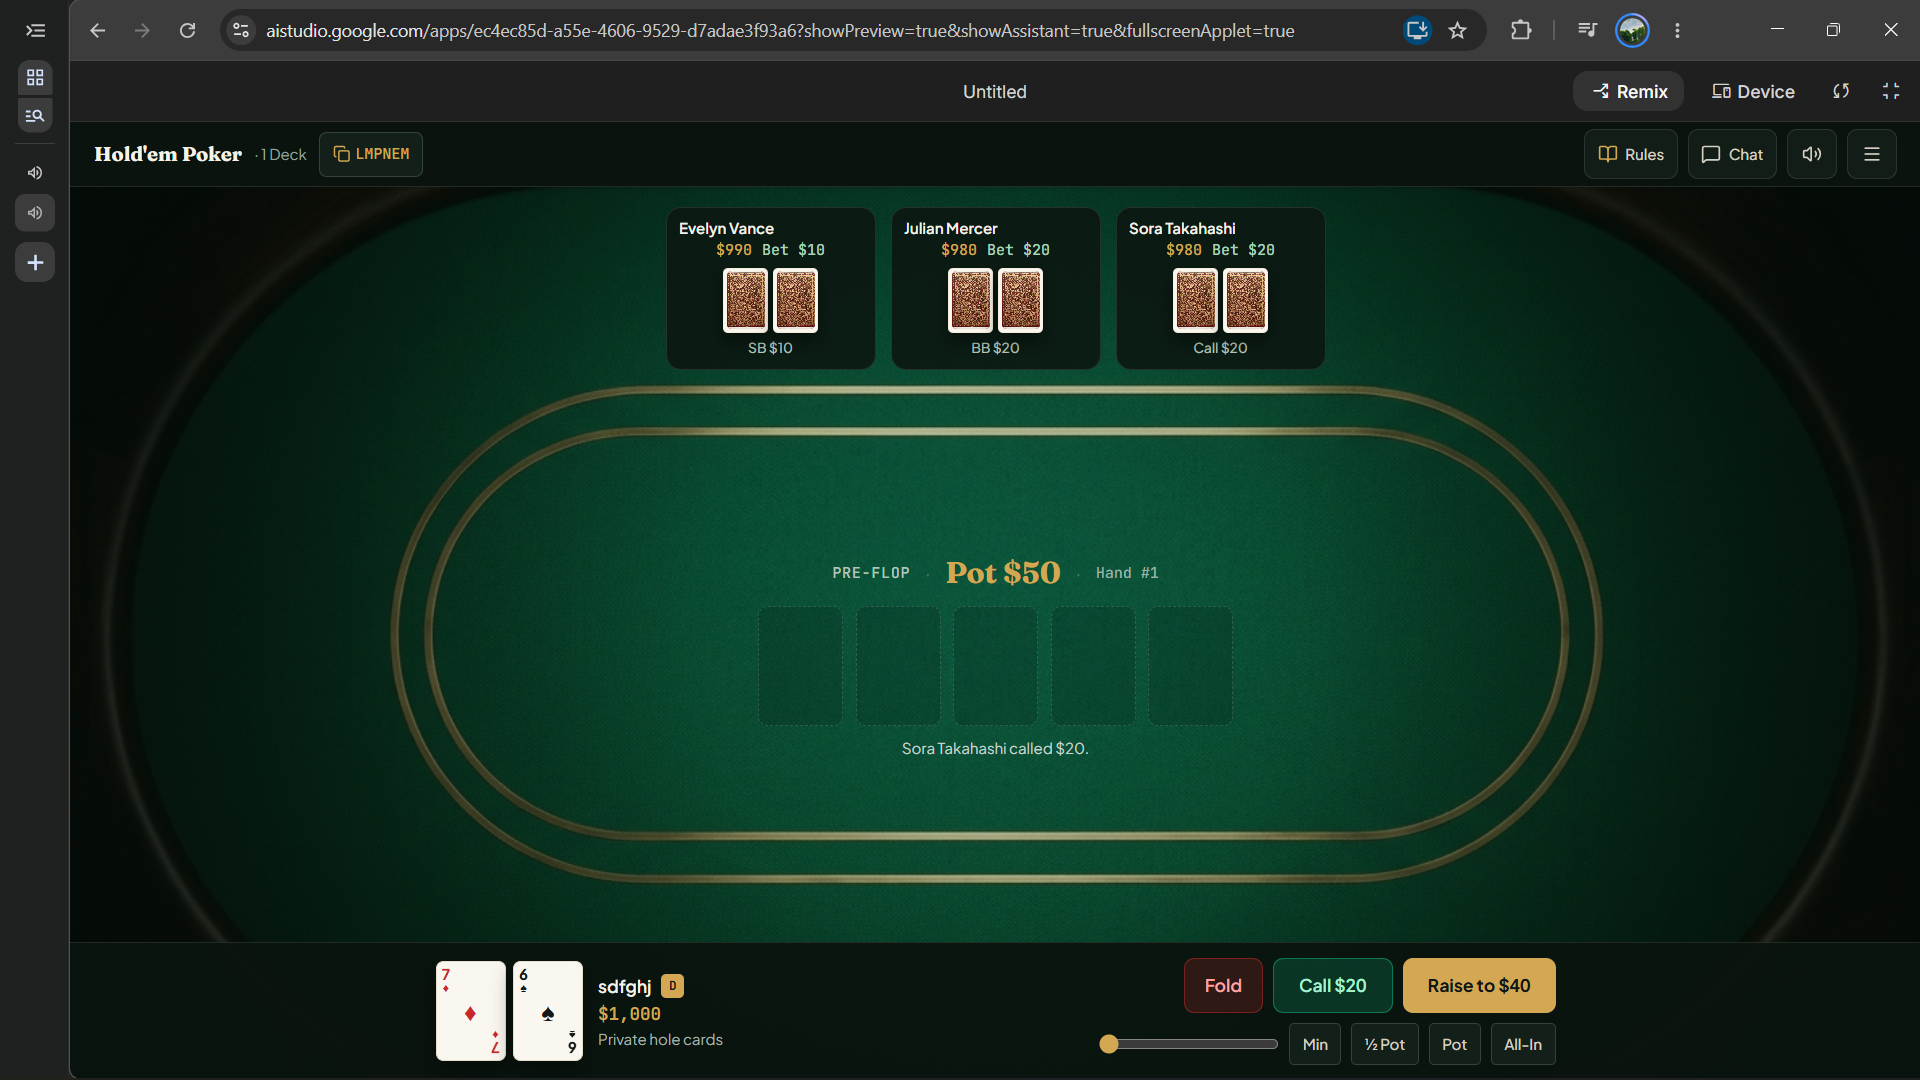 aistudio.google.com/apps/ec4ec85d-a55e-4606-9529-d7adae3f93a6?showPreview=true&showAssistant=true&fullscreenApplet=true
Untitled
Remix
Device
Hold'em Poker · 1 Deck
LMPNEM
Rules
Chat
Evelyn Vance
$990 Bet $10
SB $10
Julian Mercer
$980 Bet $20
BB $20
Sora Takahashi
$980 Bet $20
Call $20
PRE-FLOP · Pot $50 · Hand #1
Sora Takahashi called $20.
7
♦
♦
♦
7
6
♠
♠
♠
6
sdfghj D
$1,000
Private hole cards
Fold
Call $20
Raise to $40
Min
½ Pot
Pot
All-In